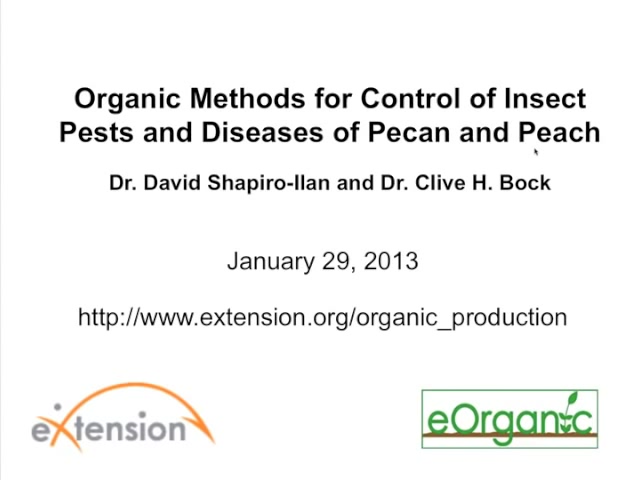 Organic Methods for Control of Insect
Pests and Diseases of Pecan and Peach
Dr. David Shapiro-Ilan and Dr. Clive H. Bock
January 29, 2013
http://www.extension.org/organic_production
eXtension
eOrganic